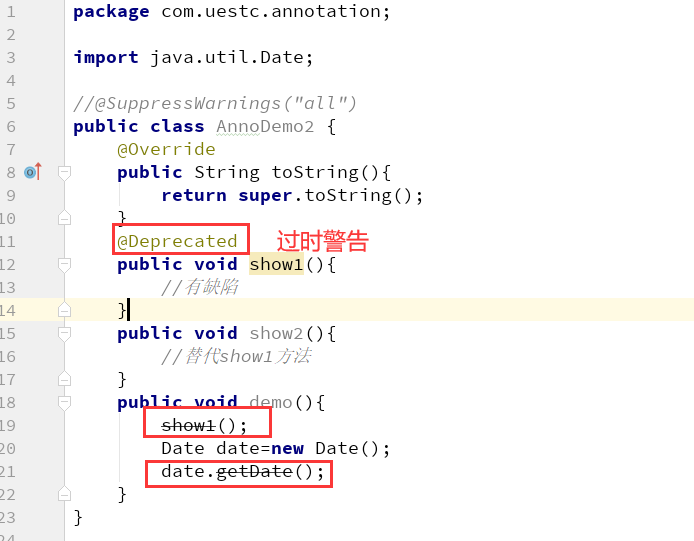 1 package com.uestc.annotation;
2
3 import java.util.Date;
4
5 //@SuppressWarnings("all")
6 public class AnnoDemo2 {
7 @Override
8 public String toString(){
9 return super.toString();
10 }
11 @Deprecated 过时警告
12 public void show1(){
13 //有缺陷
14 }
15 public void show2(){
16 //替代show1方法
17 }
18 public void demo(){
19 show1();
20 Date date=new Date();
21 date.getDate();
22 }
23 }
24